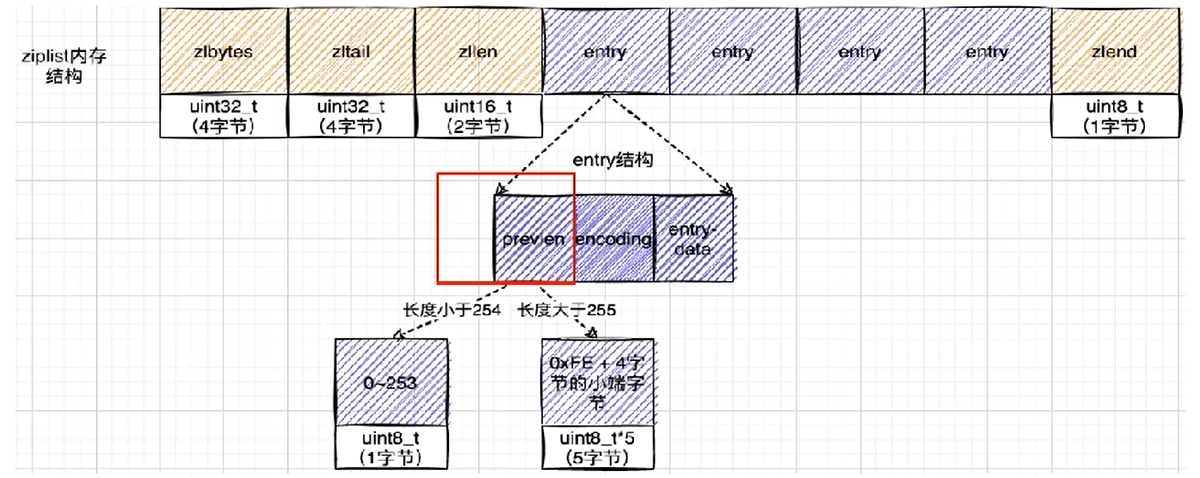 ziplist内存
结构
zlbytes
zltail
zllen
entry
entry
entry
entry
zlend
uint32_t
（4字节）
uint32_t
（4字节）
uint16_t
（2字节）
uint8_t
（1字节）
entry结构
prevlen
encoding
entry-
data
长度小于254
长度大于255
0~253
0xFE + 4字
节的小端字
节
uint8_t
（1字节）
uint8_t*5
（5字节）